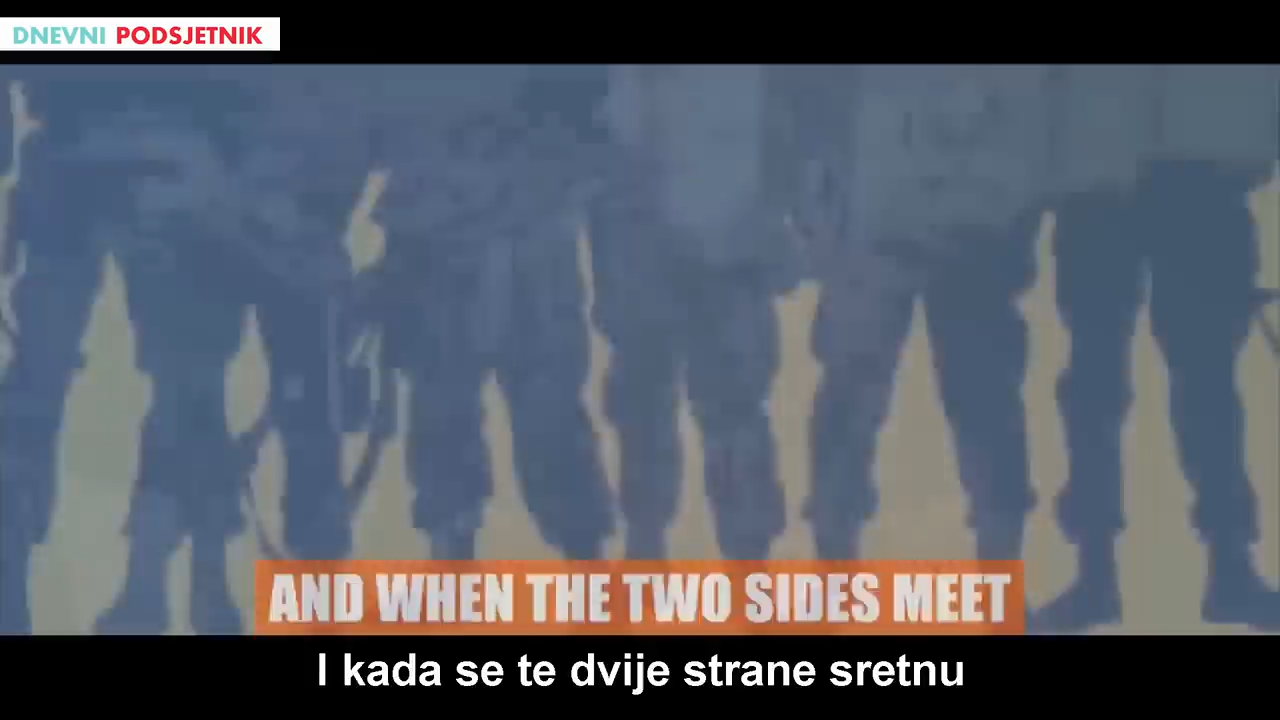 DNEVNI PODSJETNIK
AND WHEN THE TWO SIDES MEET
I kada se te dvije strane sretnu